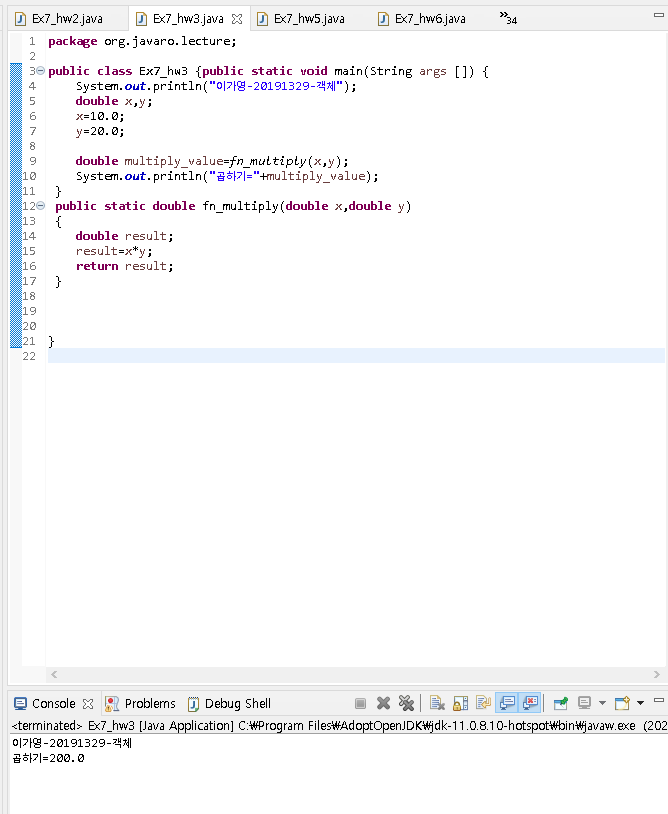 Ex7_hw2.java Ex7_hw3.java Ex7_hw5.java Ex7_hw6.java »34
1 package org.javaro.lecture;
2
3 public class Ex7_hw3 {public static void main(String args []) {
4 System.out.println("이가영-20191329-객체");
5 double x,y;
6 x=10.0;
7 y=20.0;
8
9 double multiply_value=fn_multiply(x,y);
10 System.out.println("곱하기="+multiply_value);
11 }
12 public static double fn_multiply(double x,double y)
13 {
14 double result;
15 result=x*y;
16 return result;
17 }
18
19
20
21 }
22
Console Problems Debug Shell
<terminated> Ex7_hw3 [Java Application] C:₩Program Files₩AdoptOpenJDK₩jdk-11.0.8.10-hotspot₩bin₩javaw.exe (202
이가영-20191329-객체
곱하기=200.0